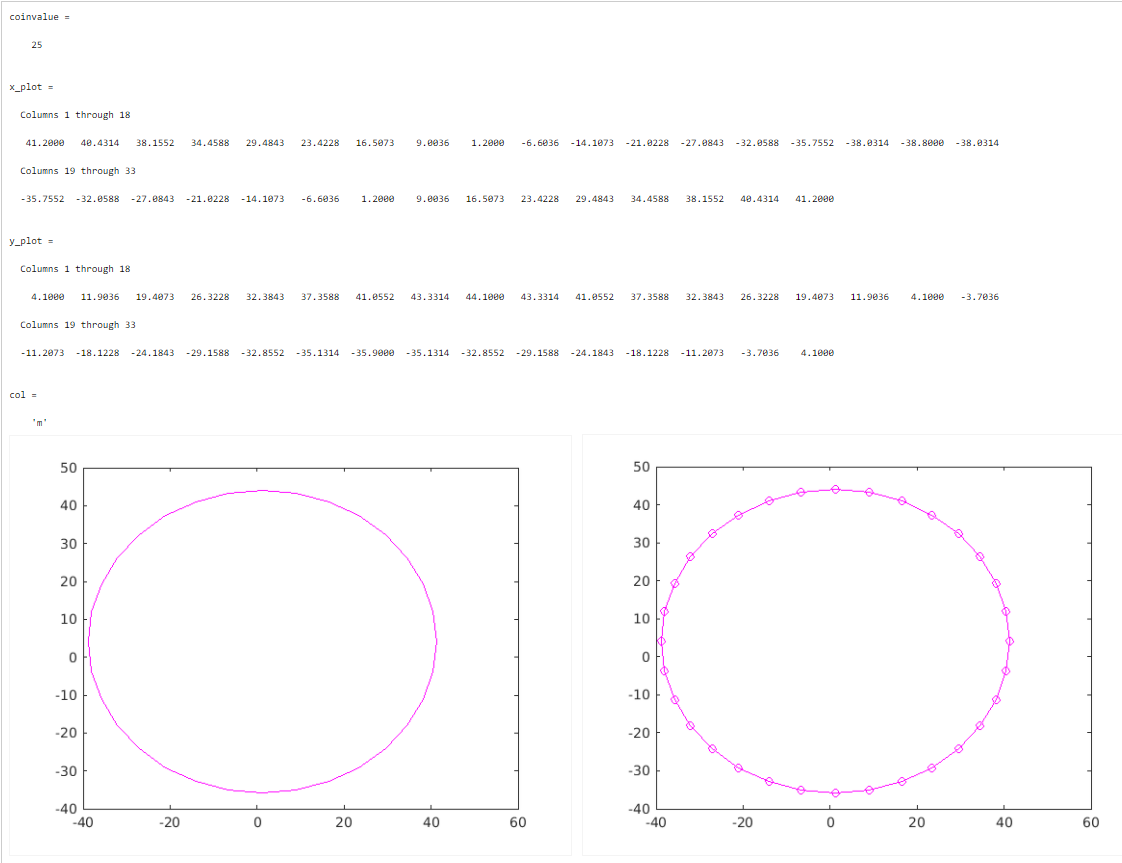 coinvalue =
25
x_plot =
Columns 1 through 18
41.2000 40.4314 38.1552 34.4588 29.4843 23.4228 16.5073 9.0036 1.2000 -6.6036 -14.1073 -21.0228 -27.0843 -32.0588 -35.7552 -38.0314 -38.8000 -38.0314
Columns 19 through 33
-35.7552 -32.0588 -27.0843 -21.0228 -14.1073 -6.6036 1.2000 9.0036 16.5073 23.4228 29.4843 34.4588 38.1552 40.4314 41.2000
y_plot =
Columns 1 through 18
4.1000 11.9036 19.4073 26.3228 32.3843 37.3588 41.0552 43.3314 44.1000 43.3314 41.0552 37.3588 32.3843 26.3228 19.4073 11.9036 4.1000 -3.7036
Columns 19 through 33
-11.2073 -18.1228 -24.1843 -29.1588 -32.8552 -35.1314 -35.9000 -35.1314 -32.8552 -29.1588 -24.1843 -18.1228 -11.2073 -3.7036 4.1000
col =
'm'
50
40
30
20
10
0
-10
-20
-30
-40
-40 -20 0 20 40 60
50
40
30
20
10
0
-10
-20
-30
-40
-40 -20 0 20 40 60